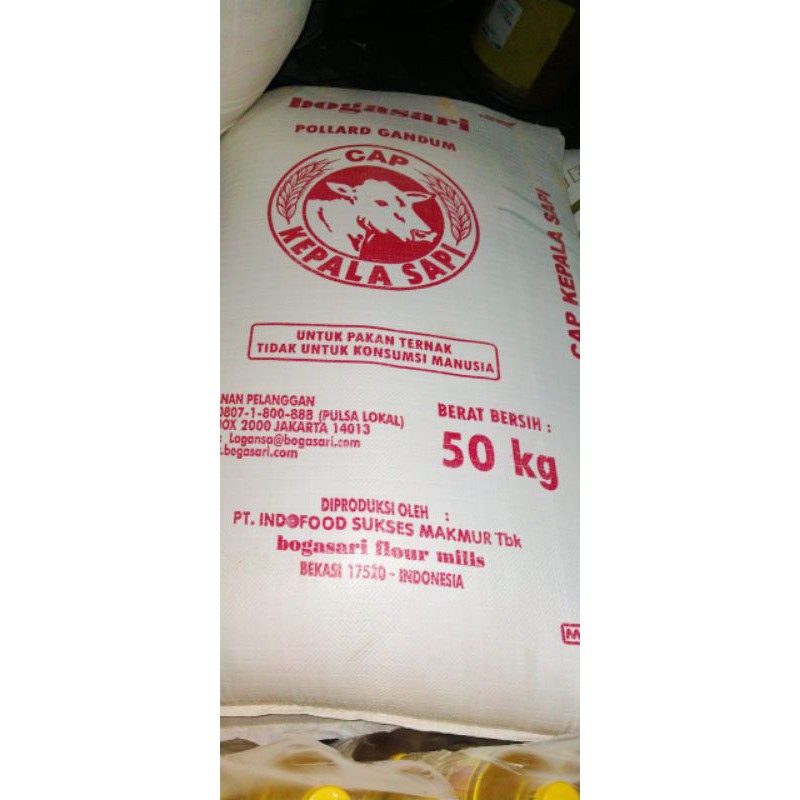 bogasari
POLLARD GANDUM
CAP
KEPALA SAPI
CAP KEPALA SAPI
UNTUK PAKAN TERNAK
TIDAK UNTUK KONSUMSI MANUSIA
NAN PELANGGAN
0807-1-800-888 (PULSA LOKAL)
OX 2000 JAKARTA 14013
: Lagansa@bogasari.com
.bogasari.com
BERAT BERSIH :
50 kg
DIPRODUKSI OLEH :
PT. INDOFOOD SUKSES MAKMUR Tbk
bogasari flour mills
BEKASI 17520 - INDONESIA